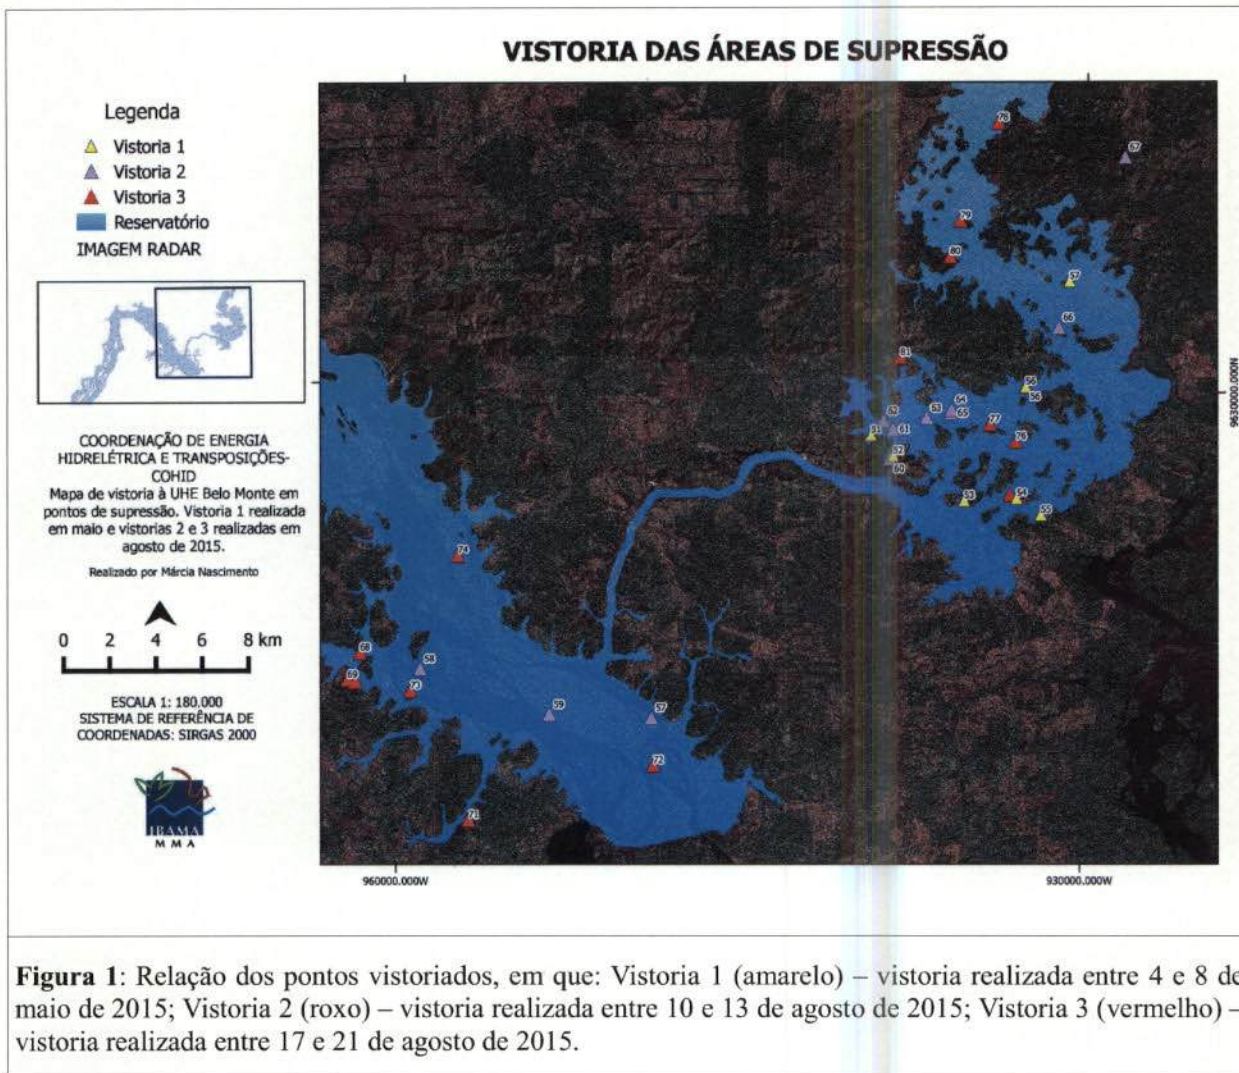 VISTORIA DAS ÁREAS DE SUPRESSÃO
Legenda
Vistoria 1
Vistoria 2
Vistoria 3
Reservatório
IMAGEM RADAR
COORDENAÇÃO DE ENERGIA
HIDRELÉTRICA E TRANSPOSIÇÕES-
COHID
Mapa de vistoria à UHE Belo Monte em
pontos de supressão. Vistoria 1 realizada
em maio e vistorias 2 e 3 realizadas em
agosto de 2015.
Realizado por Márcia Nascimento
0 2 4 6 8 km
ESCALA 1: 180.000
SISTEMA DE REFERÊNCIA DE
COORDENADAS: SIRGAS 2000
IBAMA
M M A
78
67
79
80
57
66
81
56
56
64
63
65
62
61
51
77
76
52
60
53
54
55
74
68
58
69
73
59
57
72
71
9630000.000N
960000.000W
930000.000W
Figura 1: Relação dos pontos vistoriados, em que: Vistoria 1 (amarelo) – vistoria realizada entre 4 e 8 de
maio de 2015; Vistoria 2 (roxo) – vistoria realizada entre 10 e 13 de agosto de 2015; Vistoria 3 (vermelho) –
vistoria realizada entre 17 e 21 de agosto de 2015.